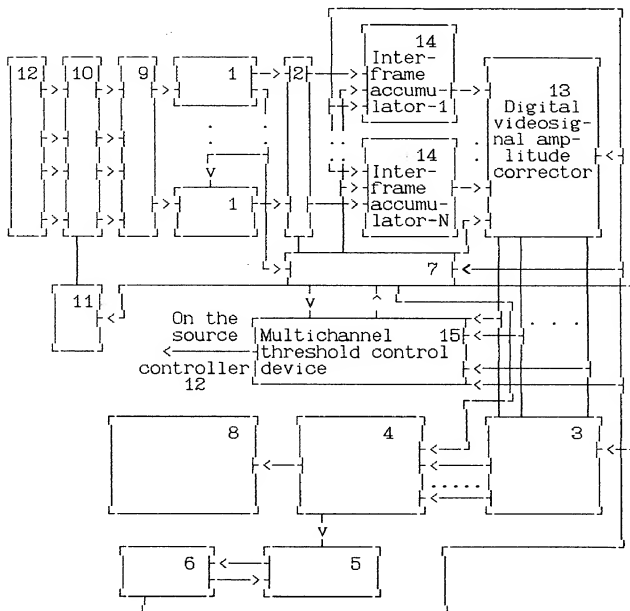 12
10
9
1
2
14
Inter-
frame
accumu-
lator-1
13
Digital
videosig-
nal amp-
litude
corrector
1
14
Inter-
frame
accumu-
lator-N
7
11
On the
source
controller
12
Multichannel 15
threshold control
device
8
4
3
6
5